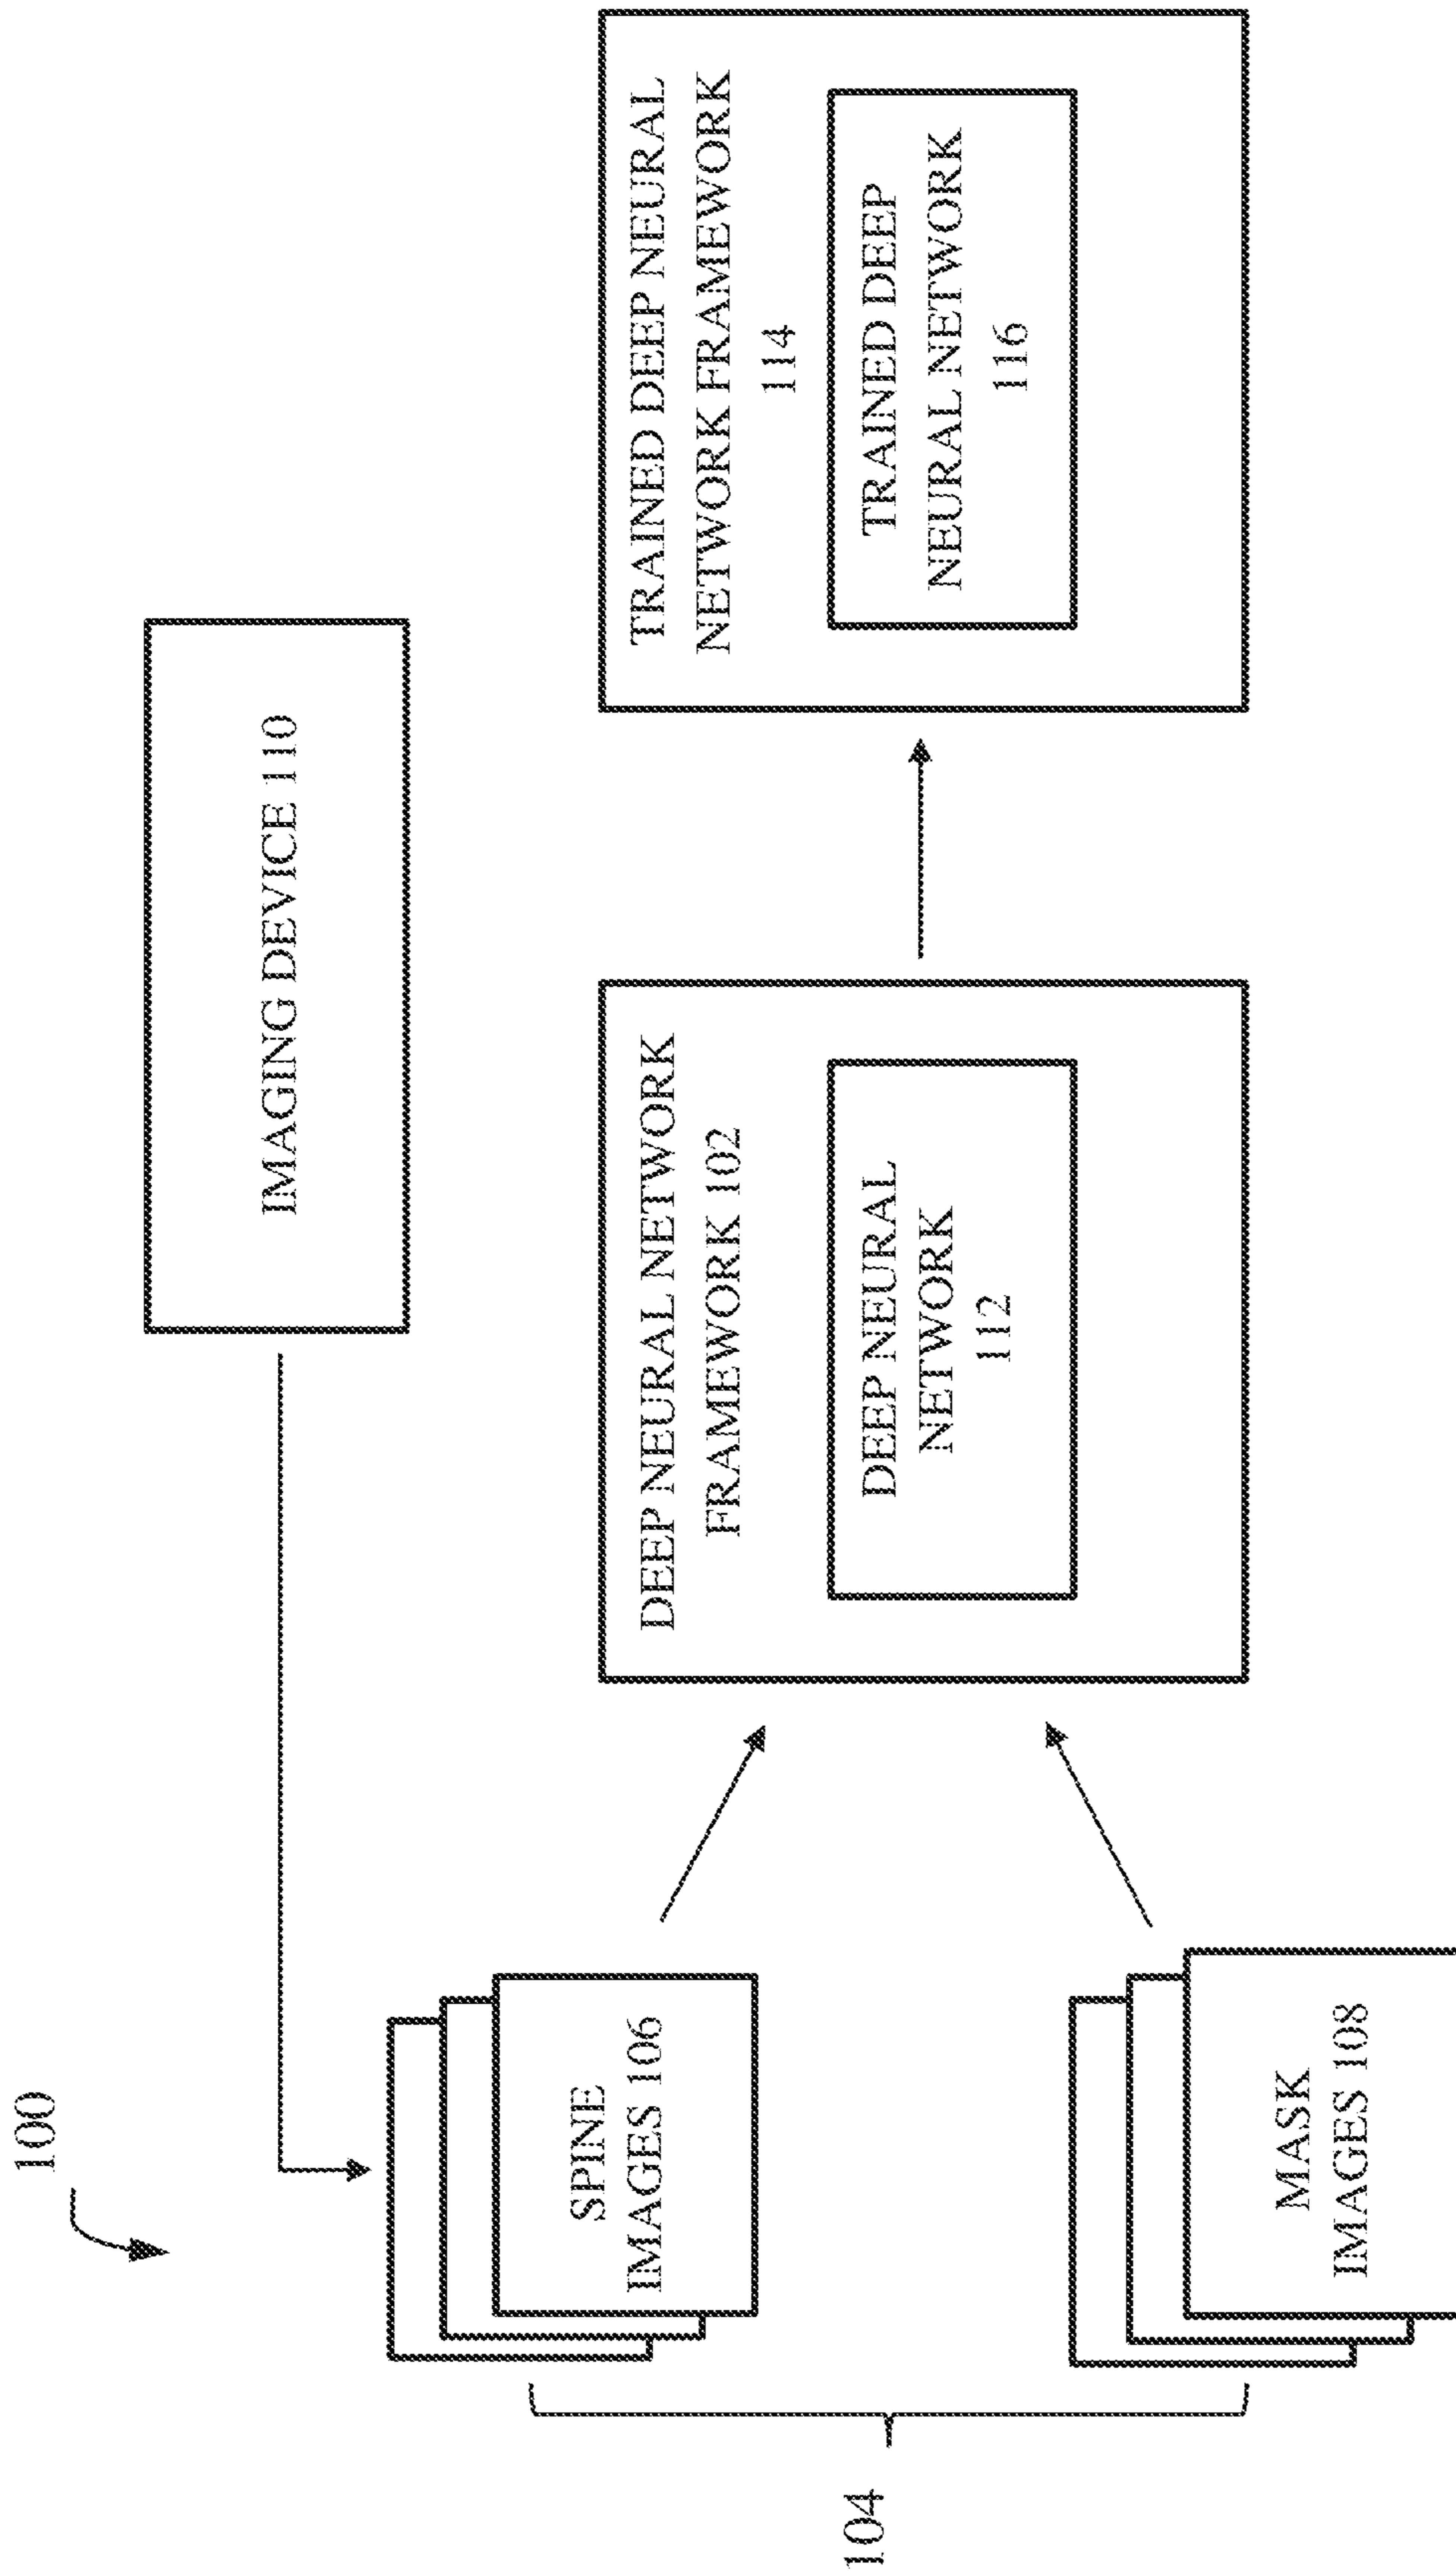 100
IMAGING DEVICE 110
SPINE
IMAGES 106
104
MASK
IMAGES 108
DEEP NEURAL NETWORK
FRAMEWORK 102
DEEP NEURAL
NETWORK
112
TRAINED DEEP NEURAL
NETWORK FRAMEWORK
114
TRAINED DEEP
NEURAL NETWORK
116